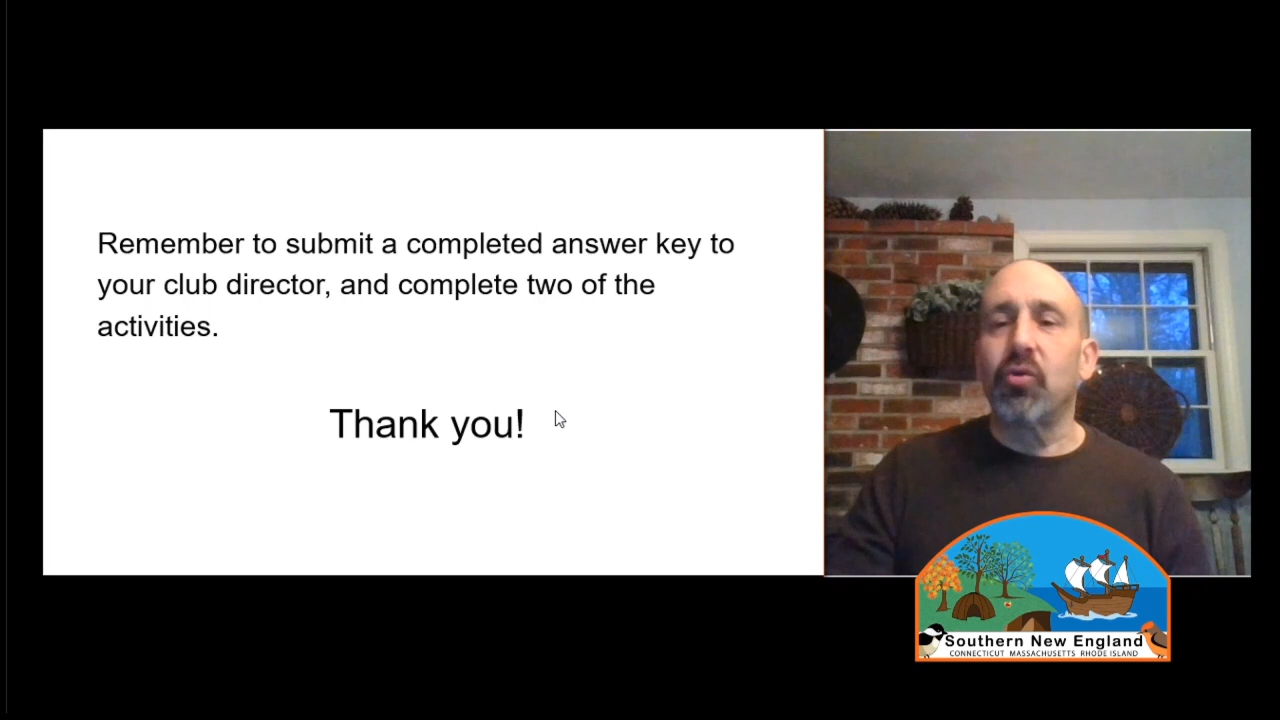 Remember to submit a completed answer key to
your club director, and complete two of the
activities.
Thank you!
Southern New England
CONNECTICUT MASSACHUSETTS RHODE ISLAND